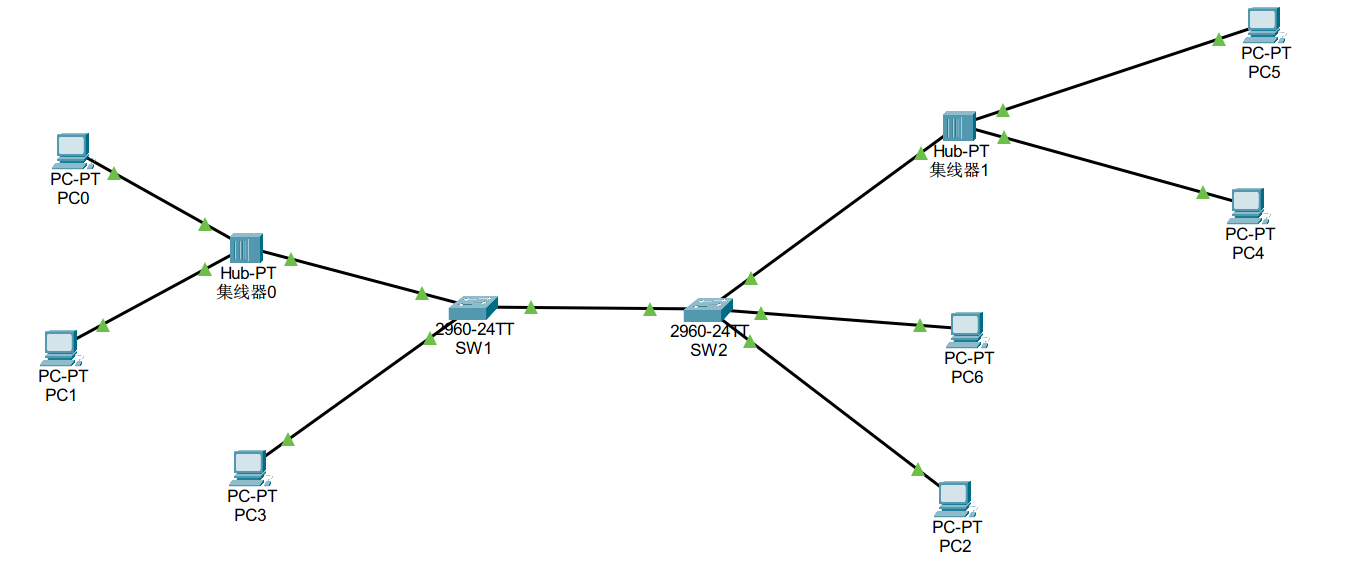 PC-PT
PC5
Hub-PT
集线器1
PC-PT
PC0
PC-PT
PC4
Hub-PT
集线器0
2960-24TT
SW1
2960-24TT
SW2
PC-PT
PC6
PC-PT
PC1
PC-PT
PC3
PC-PT
PC2